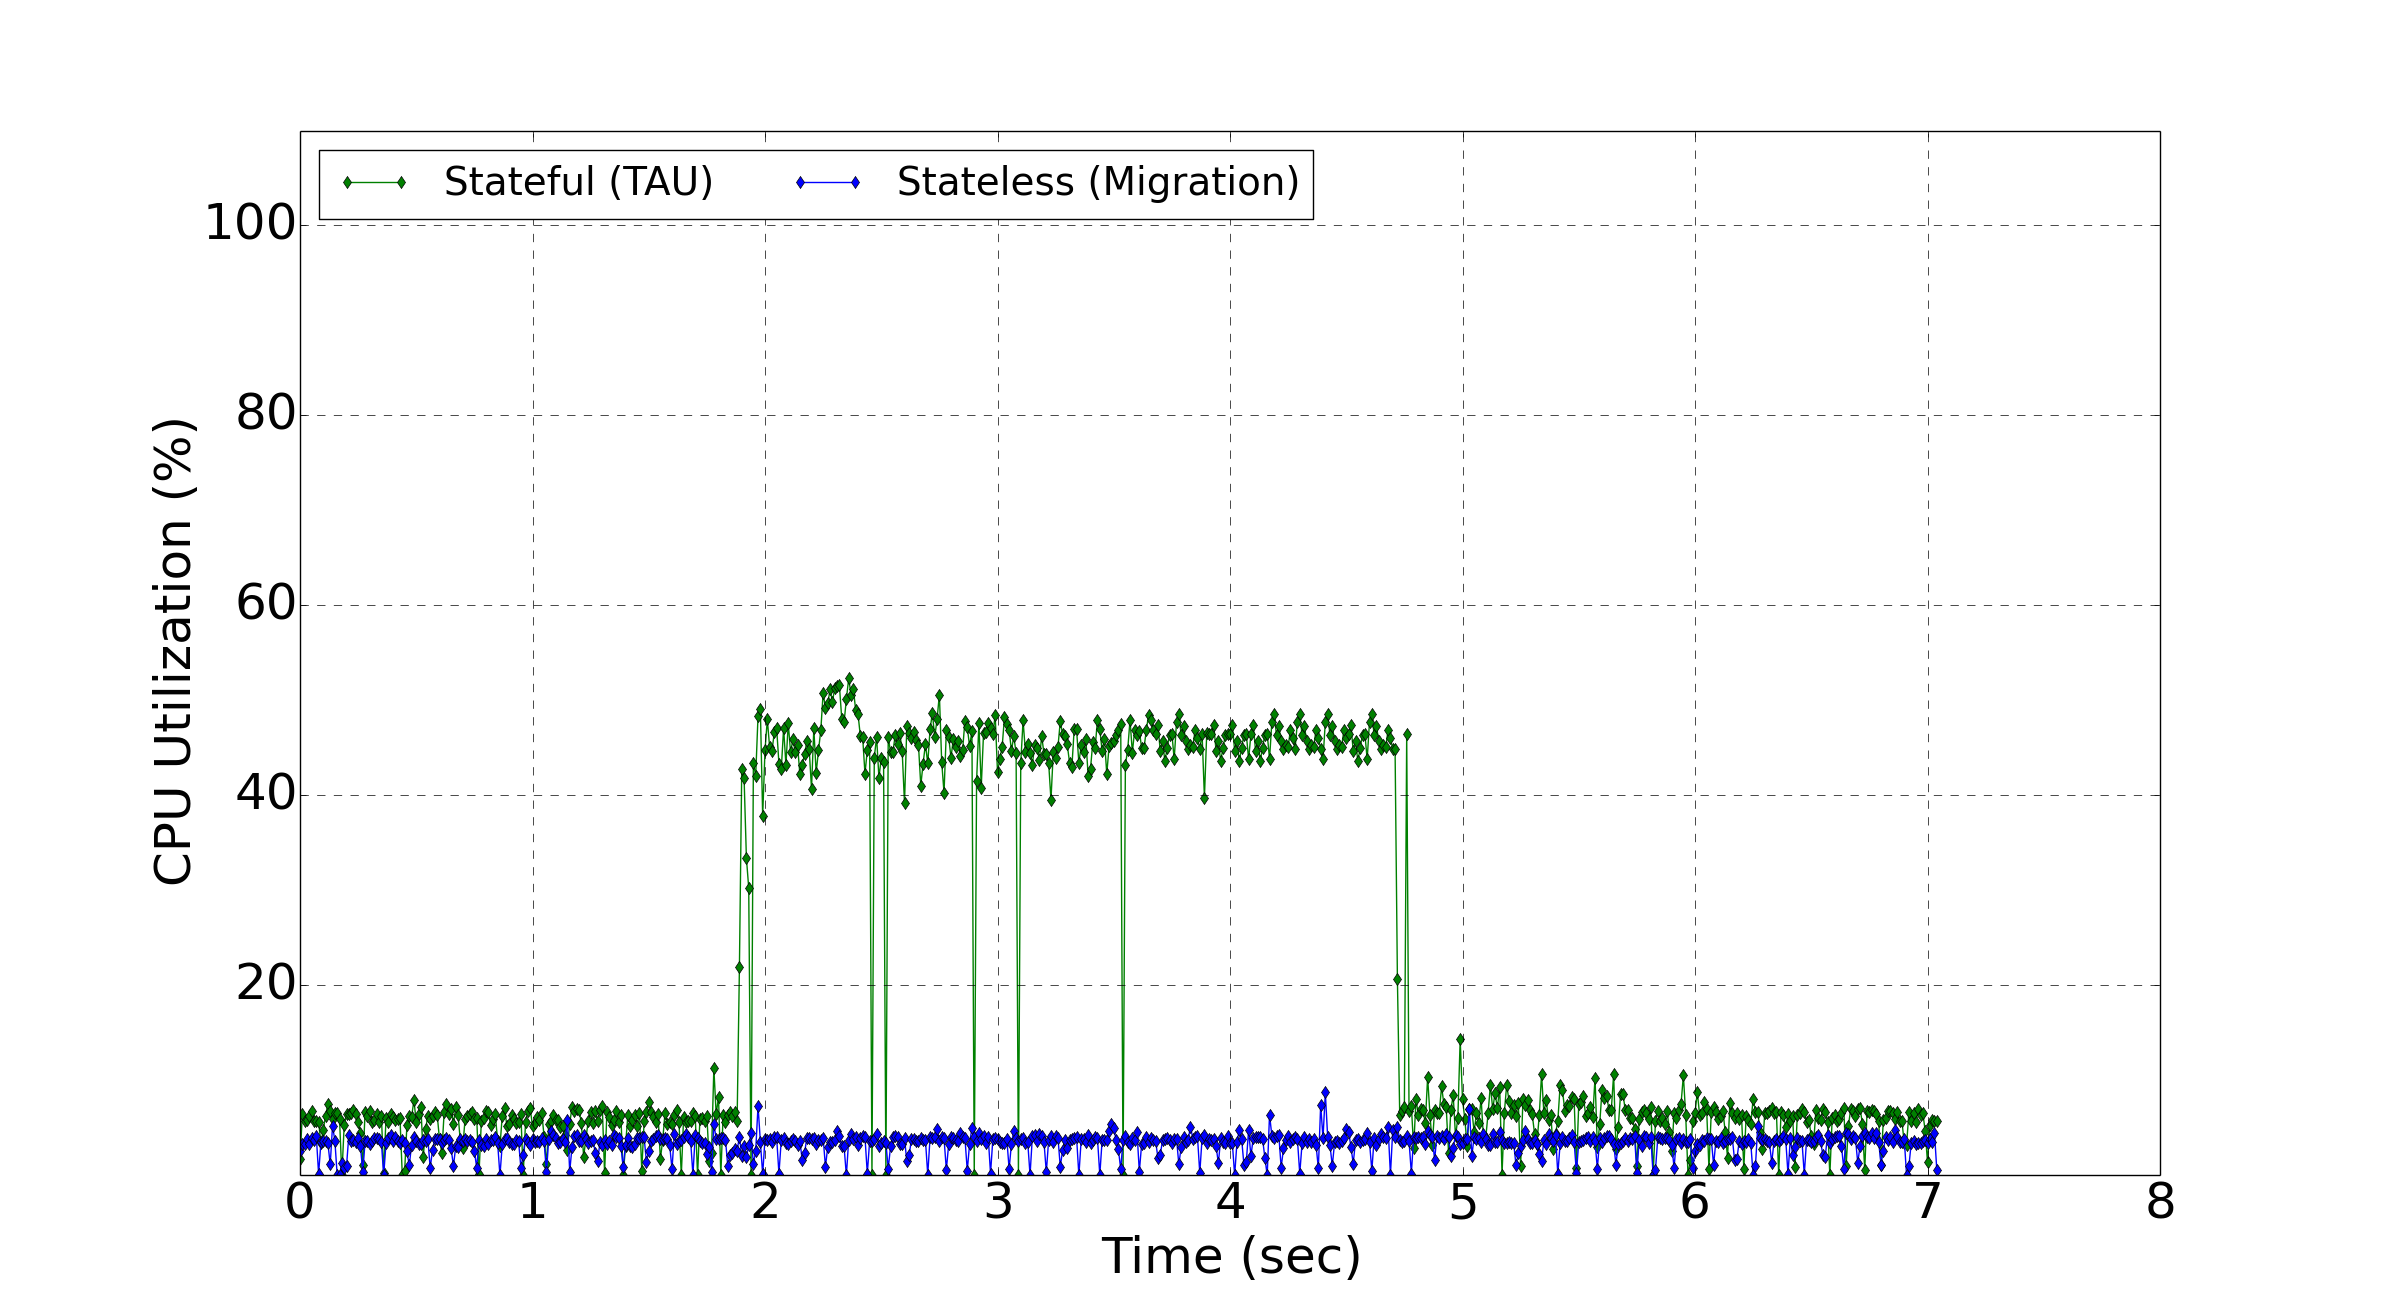 Stateful (TAU) Stateless (Migration)
100
80
60
40
20
CPU Utilization (%)
0 1 2 3 4 5 6 7 8
Time (sec)